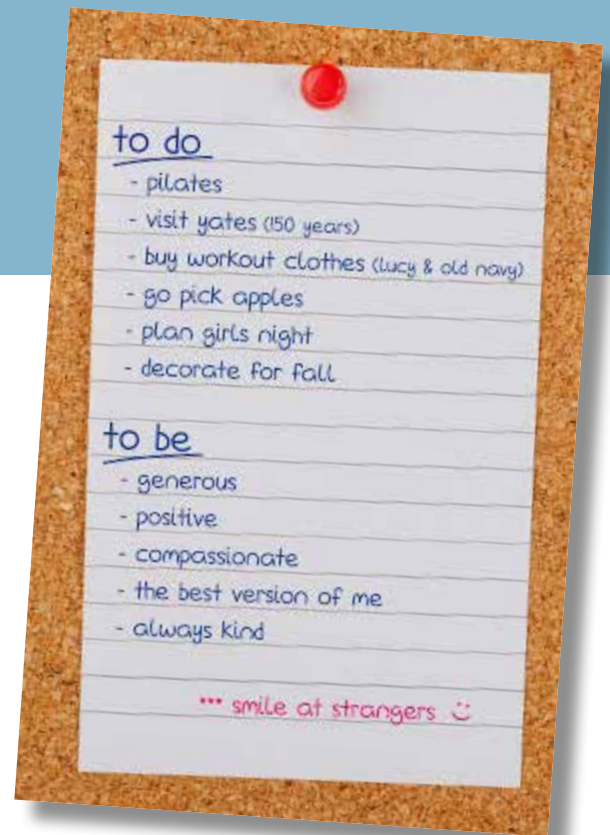 to do
- pilates
- visit yates (150 years)
- buy workout clothes (lucy & old navy)
- go pick apples
- plan girls night
- decorate for fall
to be
- generous
- positive
- compassionate
- the best version of me
- always kind
*** smile at strangers ☺